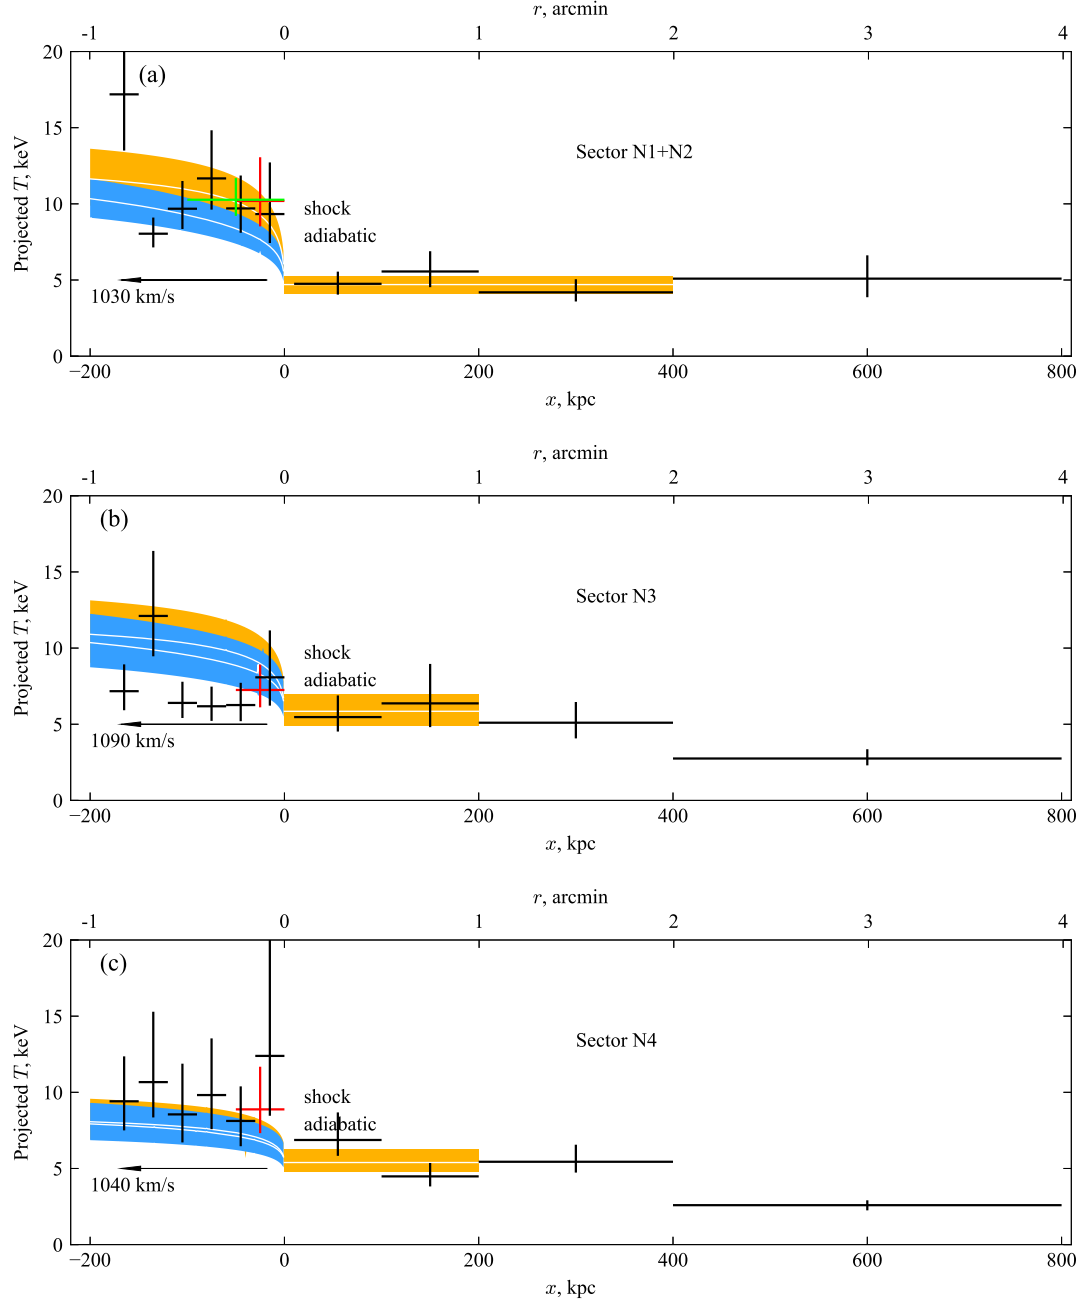 r, arcmin
-1 0 1 2 3 4
20
(a)
15
Sector N1+N2
Projected T, keV
10
shock
adiabatic
5
1030 km/s
0
−200 0 200 400 600 800
x, kpc
r, arcmin
-1 0 1 2 3 4
20
(b)
15
Sector N3
Projected T, keV
10
shock
adiabatic
5
1090 km/s
0
−200 0 200 400 600 800
x, kpc
r, arcmin
-1 0 1 2 3 4
20
(c)
15
Sector N4
Projected T, keV
10
shock
adiabatic
5
1040 km/s
0
−200 0 200 400 600 800
x, kpc